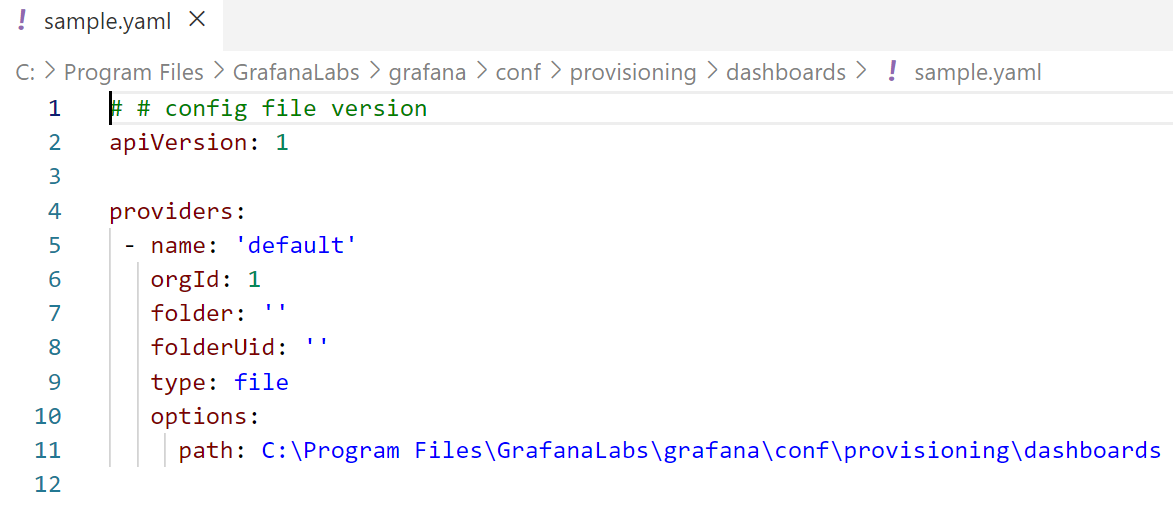 ! sample.yaml ×
C: > Program Files > GrafanaLabs > grafana > conf > provisioning > dashboards > ! sample.yaml
1 # # config file version
2 apiVersion: 1
3
4 providers:
5  - name: 'default'
6    orgId: 1
7    folder: ''
8    folderUid: ''
9    type: file
10    options:
11      path: C:\Program Files\GrafanaLabs\grafana\conf\provisioning\dashboards
12